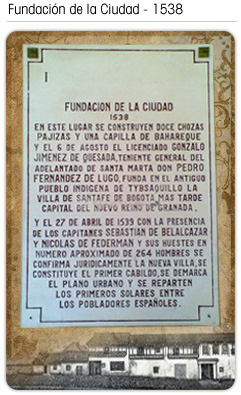 Fundación de la Ciudad - 1538
I
FUNDACION DE LA CIUDAD
1538
EN ESTE LUGAR SE CONSTRUYEN DOCE CHOZAS
PAJIZAS Y UNA CAPILLA DE BAHAREQUE
Y EL 6 DE AGOSTO EL LICENCIADO GONZALO
JIMENEZ DE QUESADA, TENIENTE GENERAL DEL
ADELANTADO DE SANTA MARTA DON PEDRO
FERNANDEZ DE LUGO, FUNDA EN EL ANTIGUO
PUEBLO INDIGENA DE TYBSAQUILLO LA
VILLA DE SANTAFE DE BOGOTA, MAS TARDE
CAPITAL DEL NUEVO REINO DE GRANADA.
Y EL 27 DE ABRIL DE 1539 CON LA PRESENCIA
DE LOS CAPITANES SEBASTIAN DE BELALCAZAR
Y NICOLAS DE FEDERMAN Y SUS HUESTES EN
NUMERO APROXIMADO DE 264 HOMBRES SE
CONFIRMA JURIDICAMENTE LA NUEVA VILLA, SE
CONSTITUYE EL PRIMER CABILDO, SE DEMARCA
EL PLANO URBANO Y SE REPARTEN
LOS PRIMEROS SOLARES ENTRE
LOS POBLADORES ESPAÑOLES.